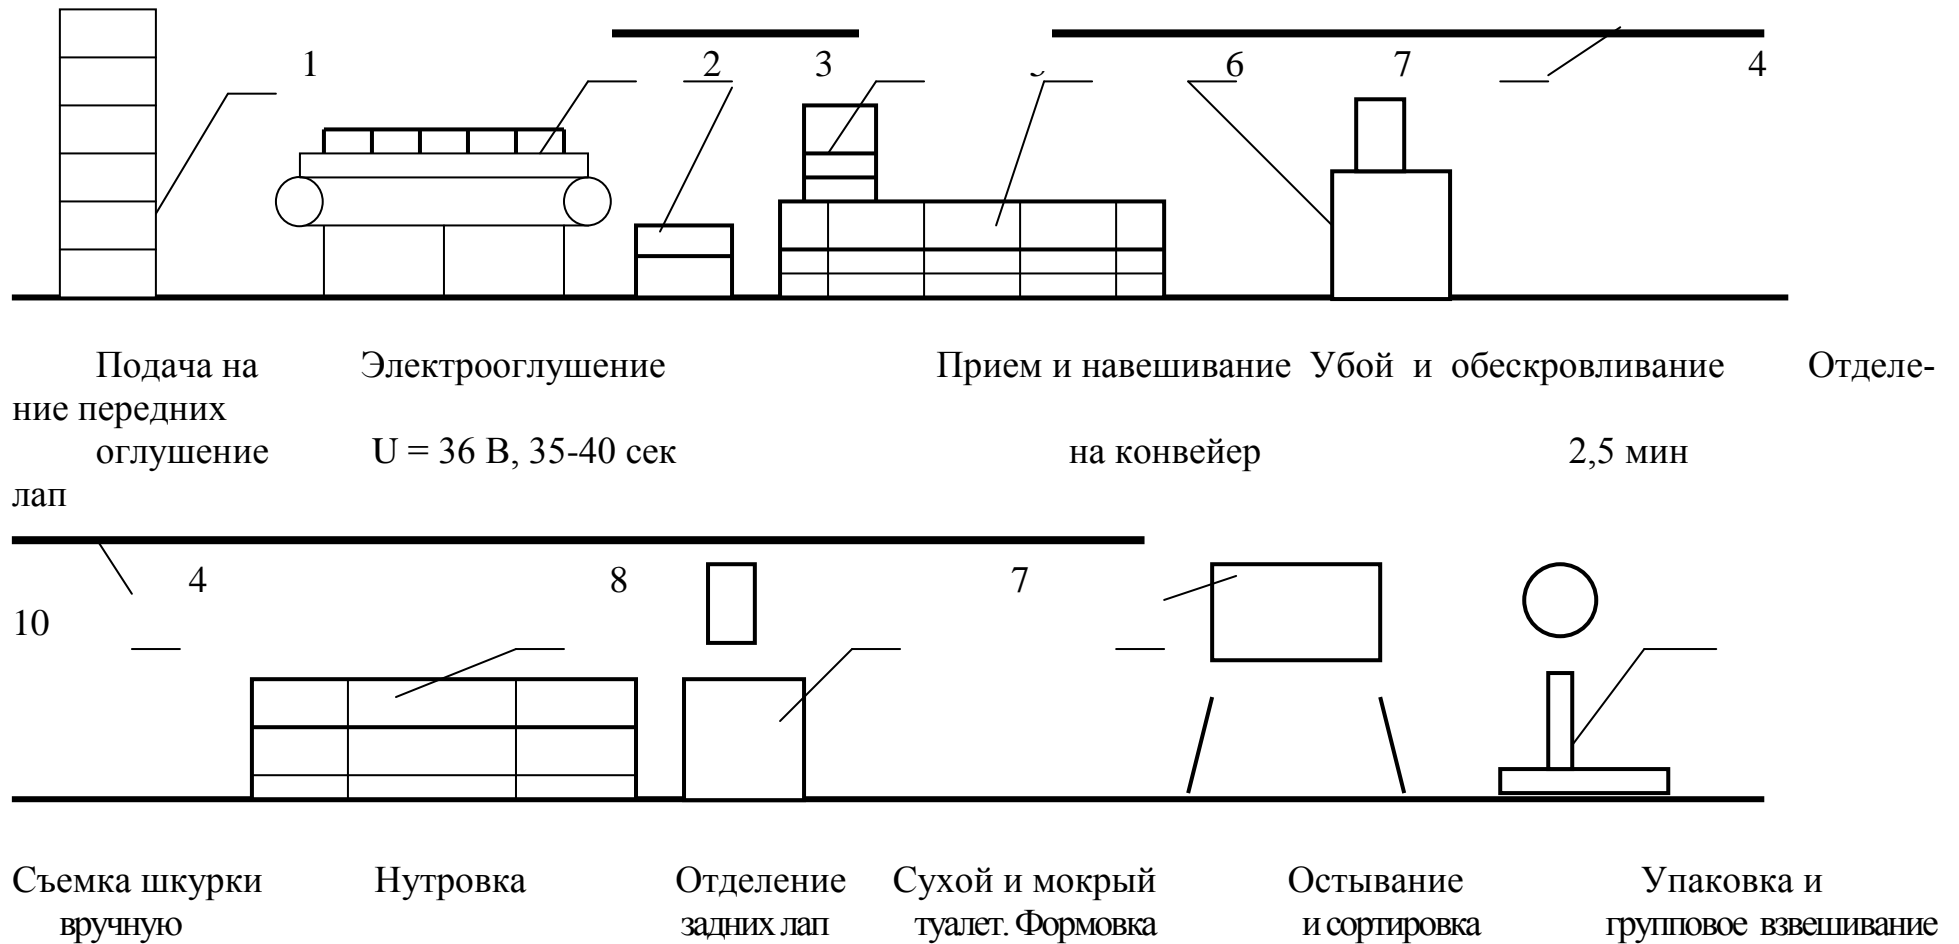 1 2 3 6 7 4
Подача на Электрооглушение Прием и навешивание Убой и обескровливание Отделе-
ние передних
оглушение U = 36 В, 35-40 сек на конвейер 2,5 мин
лап
4 8 7
10
Съемка шкурки Нутровка Отделение Сухой и мокрый Остывание Упаковка и
вручную задних лап туалет. Формовка и сортировка групповое взвешивание